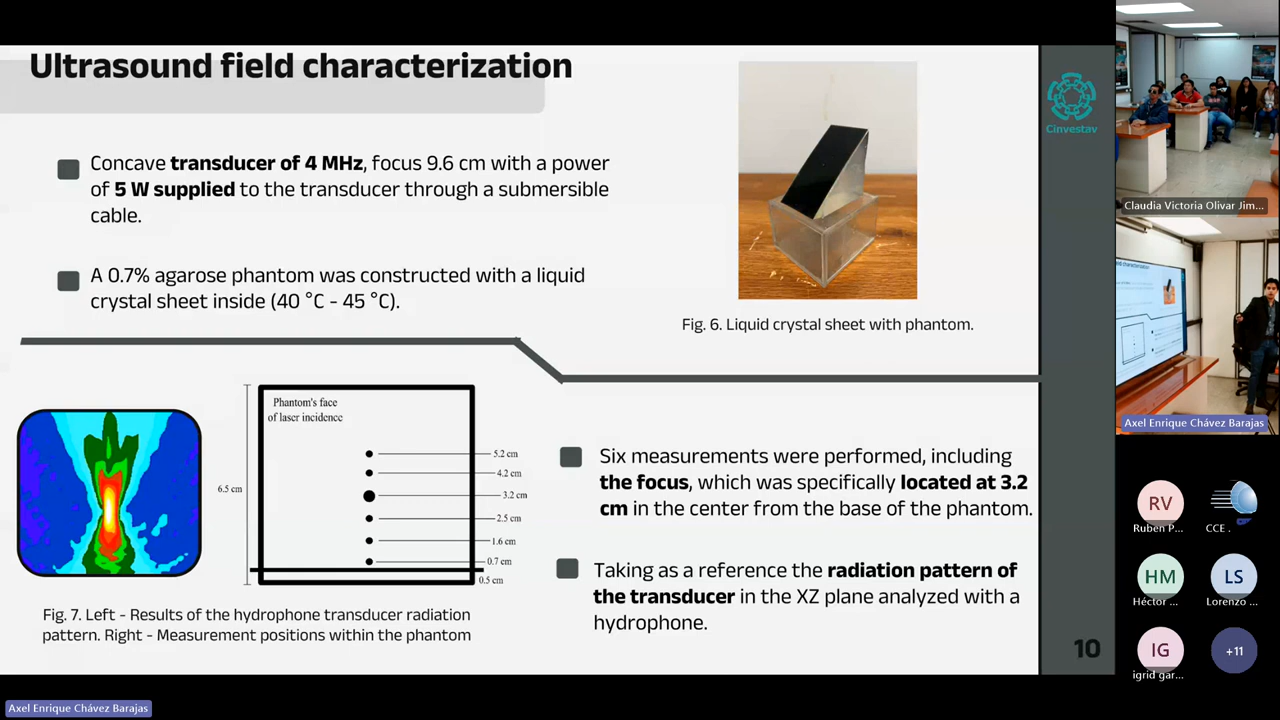 Ultrasound field characterization
Concave transducer of 4 MHz, focus 9.6 cm with a power
of 5 W supplied to the transducer through a submersible
cable.
A 0.7% agarose phantom was constructed with a liquid
crystal sheet inside (40 °C - 45 °C).
Fig. 6. Liquid crystal sheet with phantom.
Cinvestav
Phantom's face
of laser incidence
6.5 cm
5.2 cm
4.2 cm
3.2 cm
2.5 cm
1.6 cm
0.7 cm
0.5 cm
Fig. 7. Left - Results of the hydrophone transducer radiation
pattern. Right - Measurement positions within the phantom
Six measurements were performed, including
the focus, which was specifically located at 3.2
cm in the center from the base of the phantom.
Taking as a reference the radiation pattern of
the transducer in the XZ plane analyzed with a
hydrophone.
10
Claudia Victoria Olivar Jim...
Axel Enrique Chávez Barajas
RV
Ruben P...
CCE .
HM
Héctor ...
LS
Lorenzo ...
IG
igrid gar...
+11
Axel Enrique Chávez Barajas